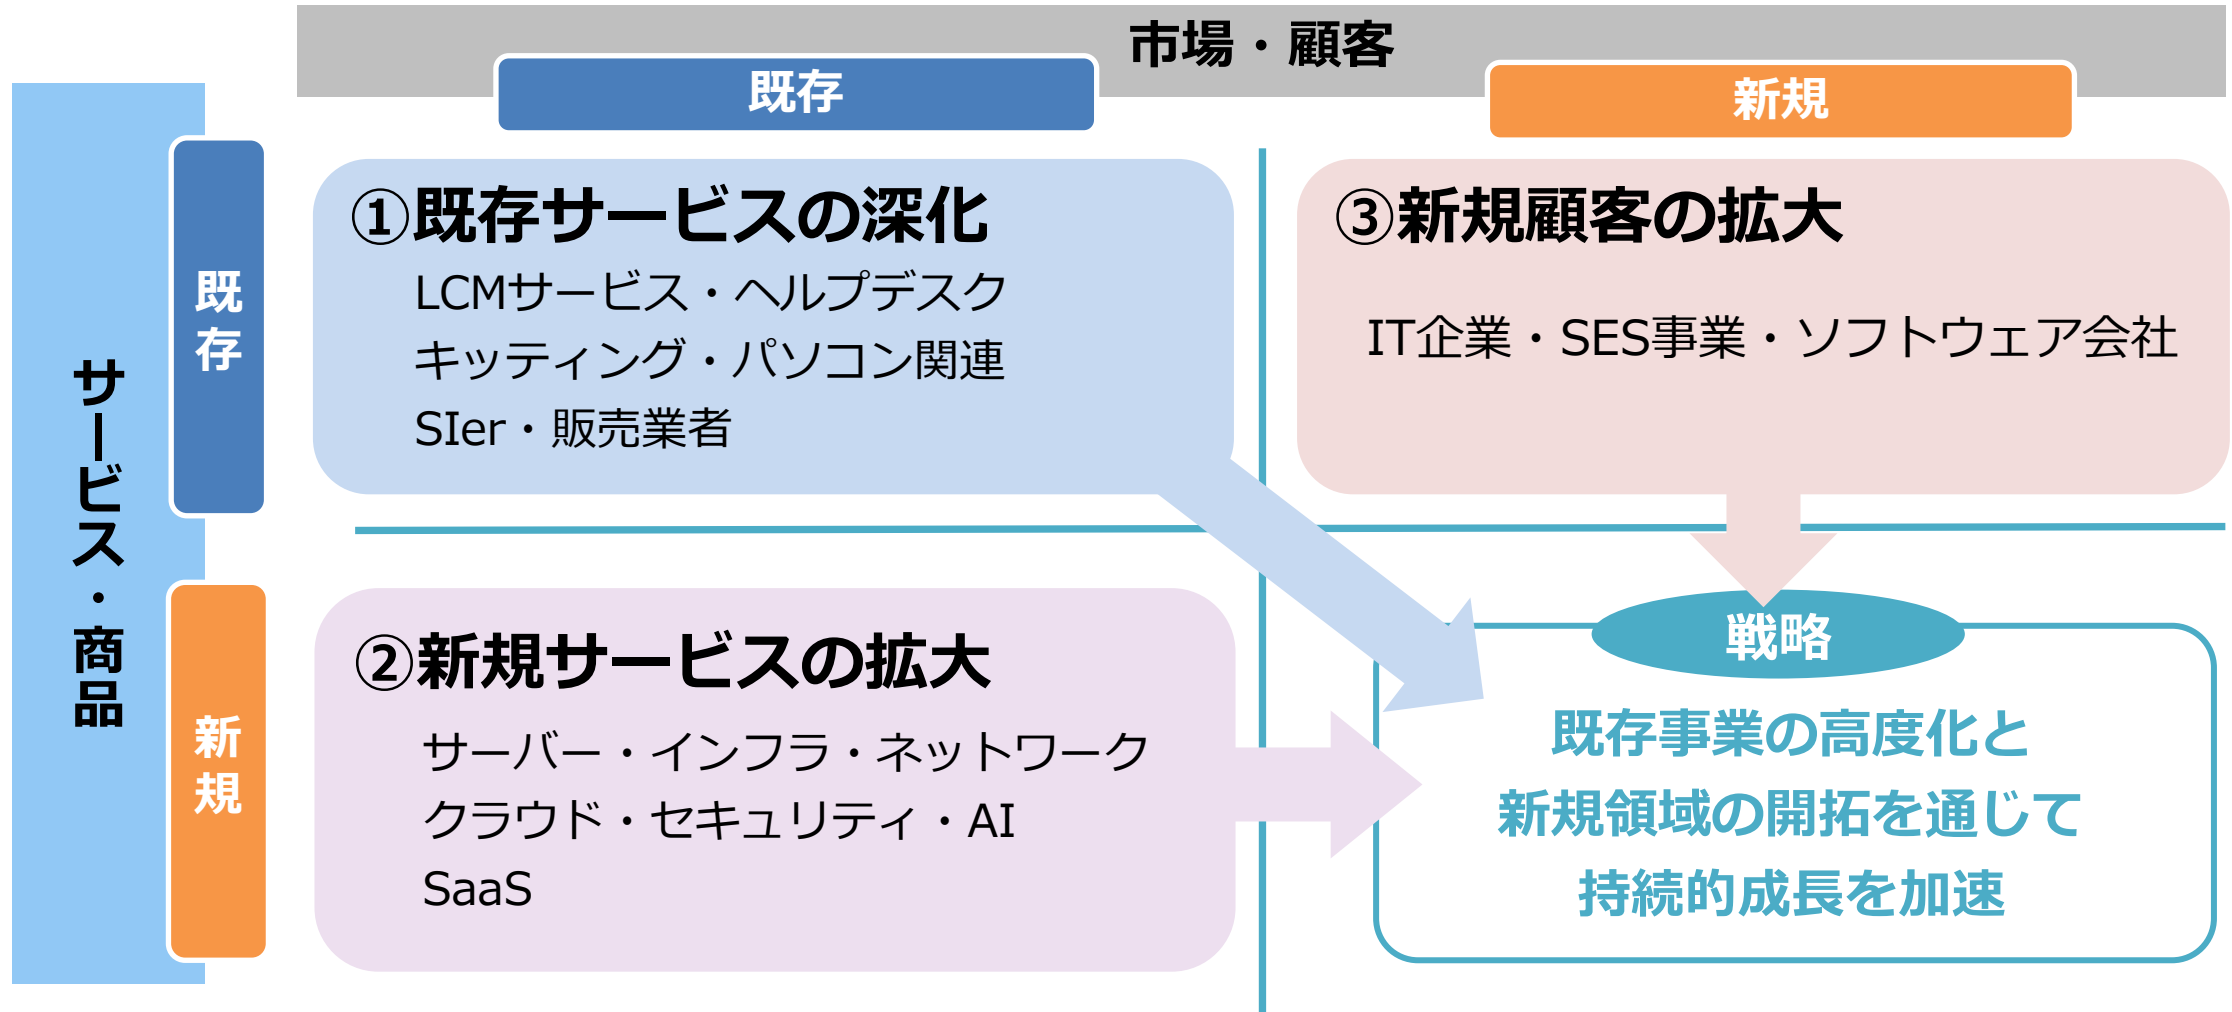 市場・顧客
既存
新規
サービス・商品
既存
新規
①既存サービスの深化
LCMサービス・ヘルプデスク
キッティング・パソコン関連
SIer・販売業者
③新規顧客の拡大
IT企業・SES事業・ソフトウェア会社
②新規サービスの拡大
サーバー・インフラ・ネットワーク
クラウド・セキュリティ・AI
SaaS
戦略
既存事業の高度化と
新規領域の開拓を通じて
持続的成長を加速